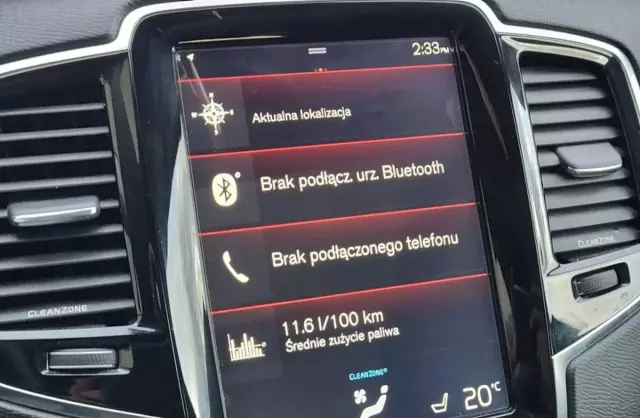 2:33PM
Aktualna lokalizacja
Brak podłącz. urz. Bluetooth
Brak podłączonego telefonu
11.6 l/100 km
Średnie zużycie paliwa
CLEANZONE
CLEANZONE
CLEANZONE®
20°C